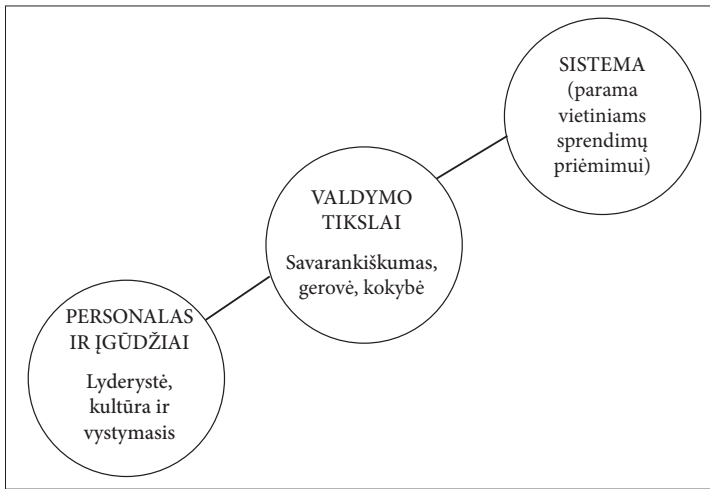 SISTEMA
(parama
vietiniams
sprendimų
priėmimui)
VALDYMO
TIKSLAI
Savarankiškumas,
gerovė, kokybė
PERSONALAS
IR ĮGŪDŽIAI
Lyderystė,
kultūra ir
vystymasis